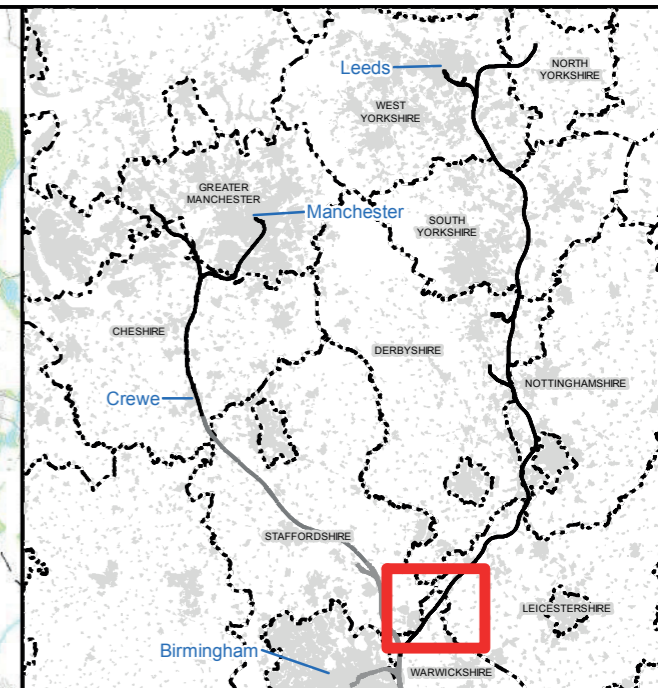 Leeds
NORTH
YORKSHIRE
WEST
YORKSHIRE
GREATER
MANCHESTER
Manchester
SOUTH
YORKSHIRE
CHESHIRE
DERBYSHIRE
NOTTINGHAMSHIRE
Crewe
STAFFORDSHIRE
LEICESTERSHIRE
Birmingham
WARWICKSHIRE